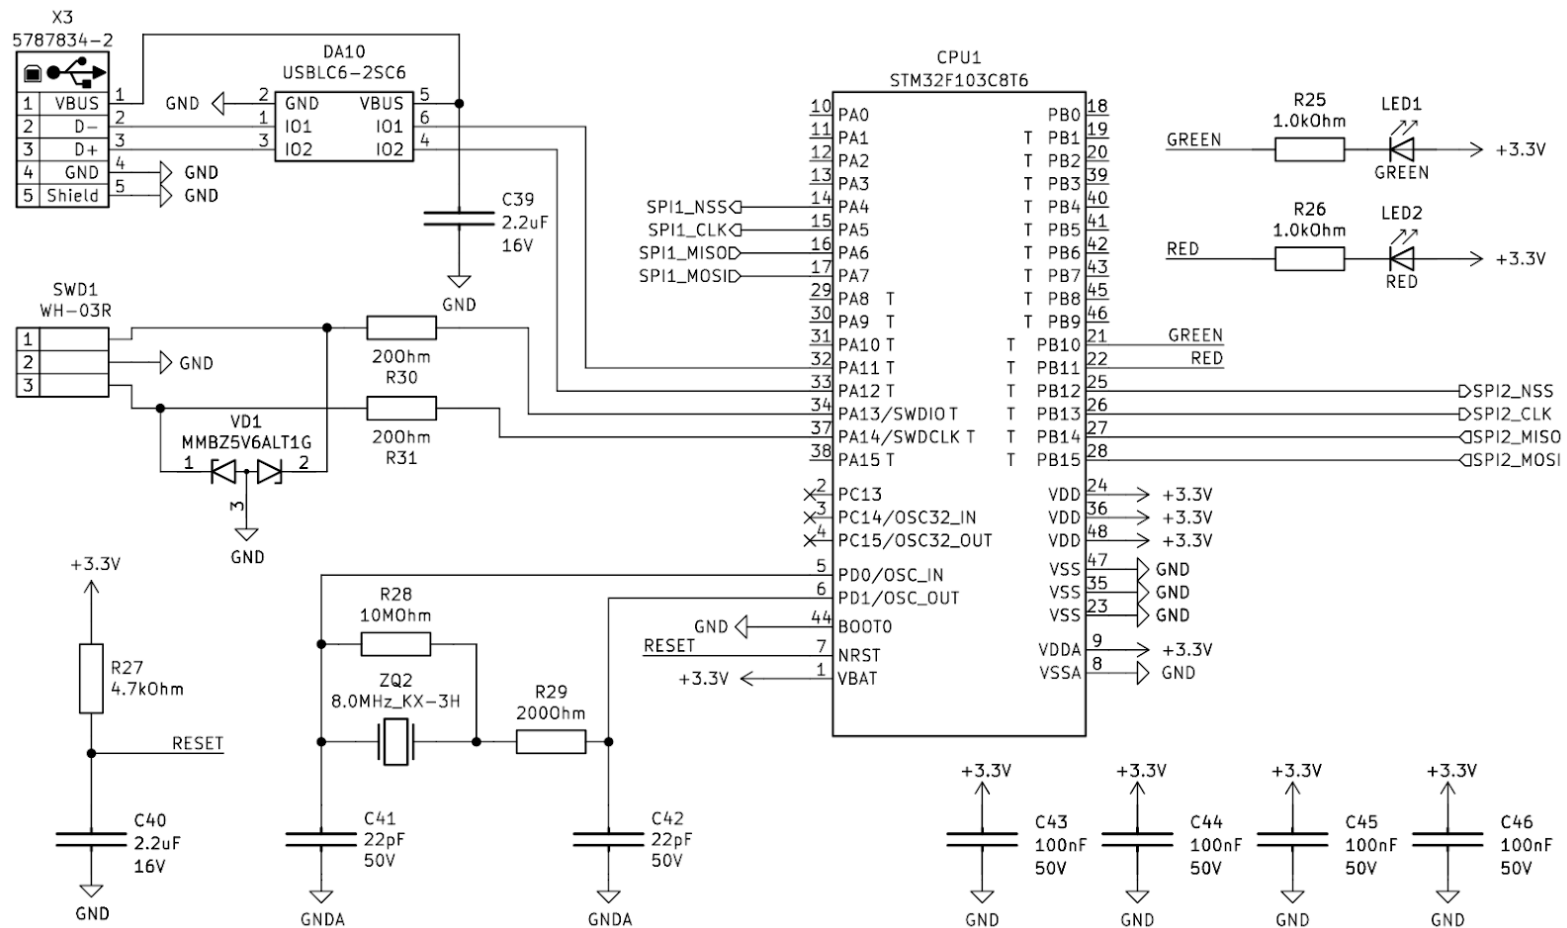 X3
5787834-2
1 VBUS 1
2 D- 2
3 D+ 3
4 GND 4 GND
5 Shield 5 GND
DA10
USBLC6-2SC6
GND 2 GND VBUS 5
1 IO1 IO1 6
3 IO2 IO2 4
C39
2.2uF
16V
GND
SWD1
WH-03R
1
2 GND
3
20Ohm
R30
20Ohm
R31
VD1
MMBZ5V6ALT1G
1 2
3
GND
CPU1
STM32F103C8T6
10 PA0 PB0 18
11 PA1 T PB1 19
12 PA2 T PB2 20
13 PA3 T PB3 39
SPI1_NSS 14 PA4 T PB4 40
SPI1_CLK 15 PA5 T PB5 41
SPI1_MISO 16 PA6 T PB6 42
SPI1_MOSI 17 PA7 T PB7 43
29 PA8 T T PB8 45
30 PA9 T T PB9 46
31 PA10 T T PB10 21 GREEN
32 PA11 T T PB11 22 RED
33 PA12 T T PB12 25 SPI2_NSS
34 PA13/SWDIO T T PB13 26 SPI2_CLK
37 PA14/SWDCLK T T PB14 27 SPI2_MISO
38 PA15 T T PB15 28 SPI2_MOSI
2 PC13 VDD 24 +3.3V
3 PC14/OSC32_IN VDD 36 +3.3V
4 PC15/OSC32_OUT VDD 48 +3.3V
5 PD0/OSC_IN VSS 47 GND
6 PD1/OSC_OUT VSS 35 GND
VSS 23 GND
GND 44 BOOT0
RESET 7 NRST VDDA 9 +3.3V
+3.3V 1 VBAT VSSA 8 GND
R25
1.0kOhm
LED1
GREEN
GREEN
+3.3V
R26
1.0kOhm
LED2
RED
RED
+3.3V
+3.3V
R27
4.7kOhm
RESET
C40
2.2uF
16V
GND
R28
10MOhm
ZQ2
8.0MHz_KX-3H
R29
200Ohm
C41
22pF
50V
GNDA
C42
22pF
50V
GNDA
+3.3V
C43
100nF
50V
GND
+3.3V
C44
100nF
50V
GND
+3.3V
C45
100nF
50V
GND
+3.3V
C46
100nF
50V
GND